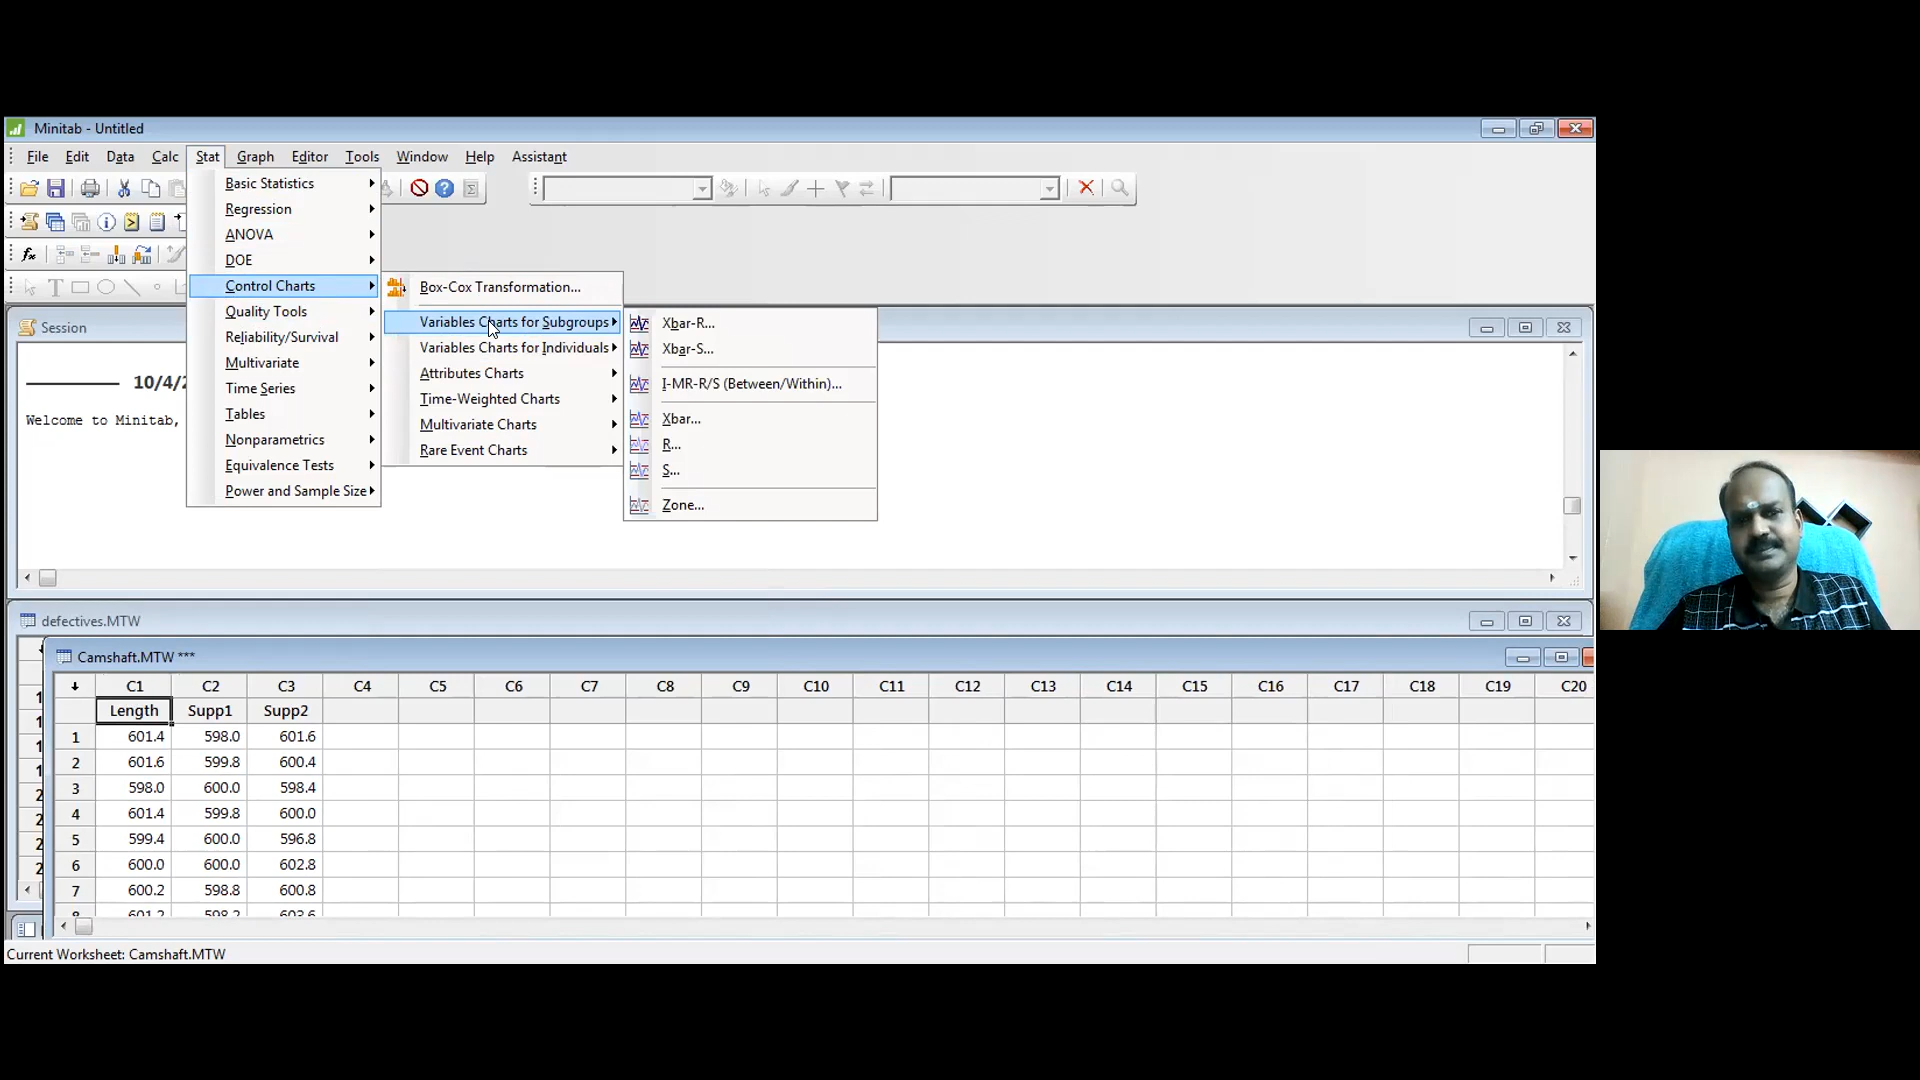 Minitab - Untitled
File Edit Data Calc Stat Graph Editor Tools Window Help Assistant
Basic Statistics
Regression
ANOVA
DOE
Control Charts
Quality Tools
Reliability/Survival
Multivariate
Time Series
Tables
Nonparametrics
Equivalence Tests
Power and Sample Size
Box-Cox Transformation...
Variables Charts for Subgroups
Variables Charts for Individuals
Attributes Charts
Time-Weighted Charts
Multivariate Charts
Rare Event Charts
Xbar-R...
Xbar-S...
I-MR-R/S (Between/Within)...
Xbar...
R...
S...
Zone...
Session
10/4/2
Welcome to Minitab,
defectives.MTW
Camshaft.MTW ***
C1 C2 C3 C4 C5 C6 C7 C8 C9 C10 C11 C12 C13 C14 C15 C16 C17 C18 C19 C20
Length Supp1 Supp2
1 601.4 598.0 601.6
2 601.6 599.8 600.4
3 598.0 600.0 598.4
4 601.4 599.8 600.0
5 599.4 600.0 596.8
6 600.0 600.0 602.8
7 600.2 598.8 600.8
8 601.2 598.2 603.6
Current Worksheet: Camshaft.MTW